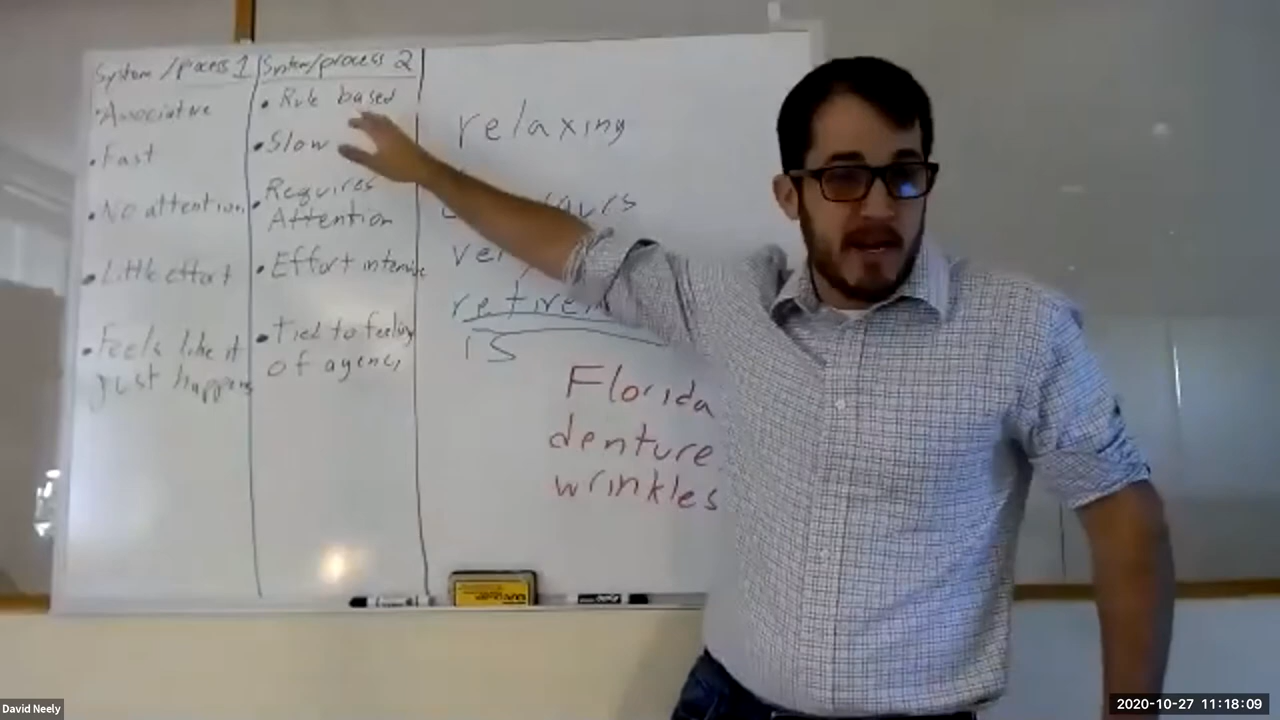 System/process 1
• Associative
• Fast
• No attention
• Little effort
• Feels like it
just happens
System/process 2
• Rule based
• Slow
• Requires
Attention
• Effort intensive
• Tied to feeling
of agency
relaxing
is
Florida
denture
wrinkles
David Neely
2020-10-27 11:18:09